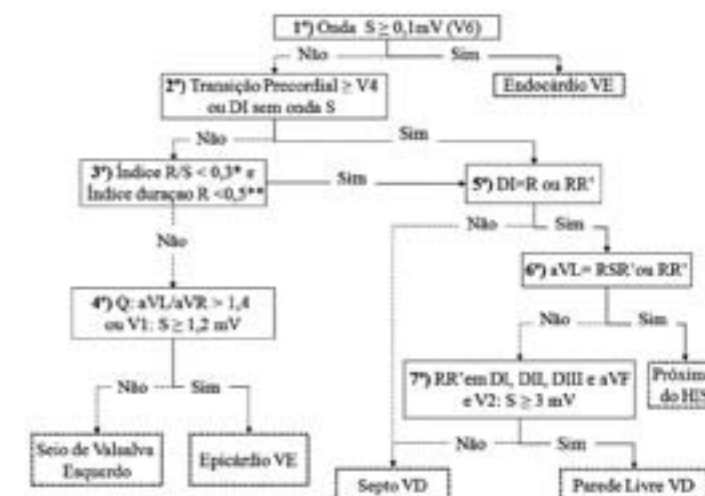 1º) Onda S ≥ 0,1mV (V6)
Não
Sim
2º) Transição Precordial ≥ V4
ou DI sem onda S
Endocárdio VE
Não
Sim
3º) Índice R/S < 0,3* e
Índice duraçao R <0,5**
Sim
5º) DI=R ou RR'
Não
Não
Sim
6º) aVL= RSR' ou RR'
4º) Q: aVL/aVR > 1,4
ou V1: S ≥ 1,2 mV
Não
Sim
7º) RR' em DI, DII, DIII e aVF
e V2: S ≥ 3 mV
Próxim
do HIS
Não
Sim
Seio de Valsalva
Esquerdo
Epicárdio VE
Não
Sim
Septo VD
Parede Livre VD